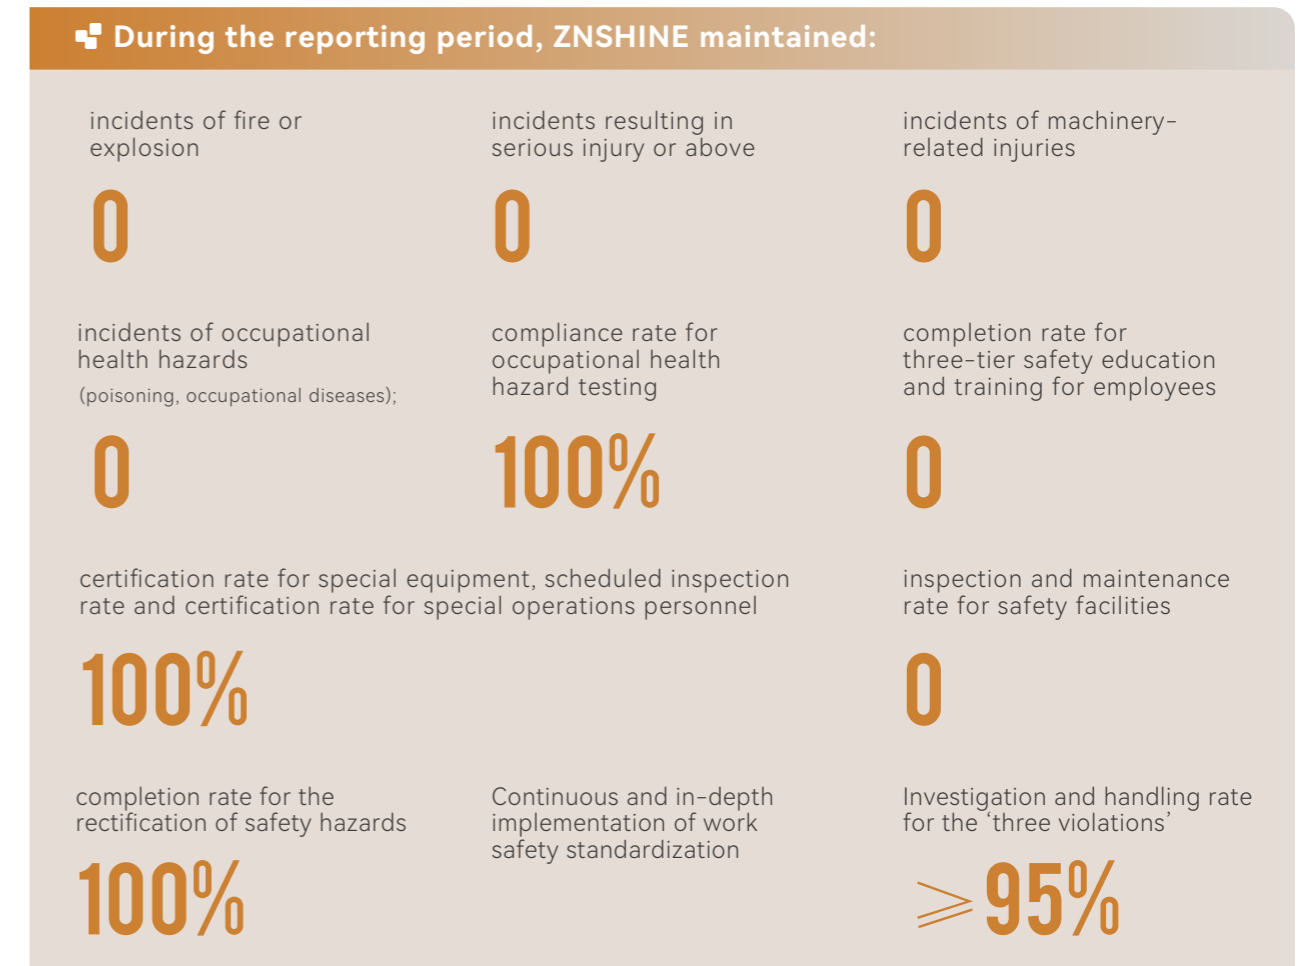 During the reporting period, ZNSHINE maintained:
incidents of fire or
explosion
0
incidents resulting in
serious injury or above
0
incidents of machinery-
related injuries
0
incidents of occupational
health hazards
(poisoning, occupational diseases);
0
compliance rate for
occupational health
hazard testing
100%
completion rate for
three-tier safety education
and training for employees
0
certification rate for special equipment, scheduled inspection
rate and certification rate for special operations personnel
100%
inspection and maintenance
rate for safety facilities
0
completion rate for the
rectification of safety hazards
100%
Continuous and in-depth
implementation of work
safety standardization
Investigation and handling rate
for the ‘three violations’
⩾95%